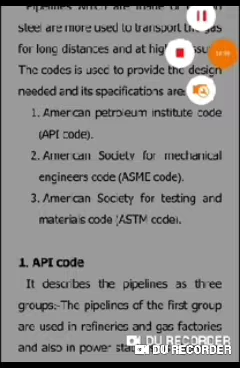 Pipelines which are made of
steel are more used to transport the gas
for long distances and at high
The codes is used to provide the design
needed and its specifications are:
1. American petroleum institute code
(API code).
2. American Society for mechanical
engineers code (ASME code).
3. American Society for testing and
materials code (ASTM code).
1. API code
It describes the pipelines as three
groups:-The pipelines of the first group
are used in refineries and gas factories
and also in power
DU RECORDER
DU RECORDER